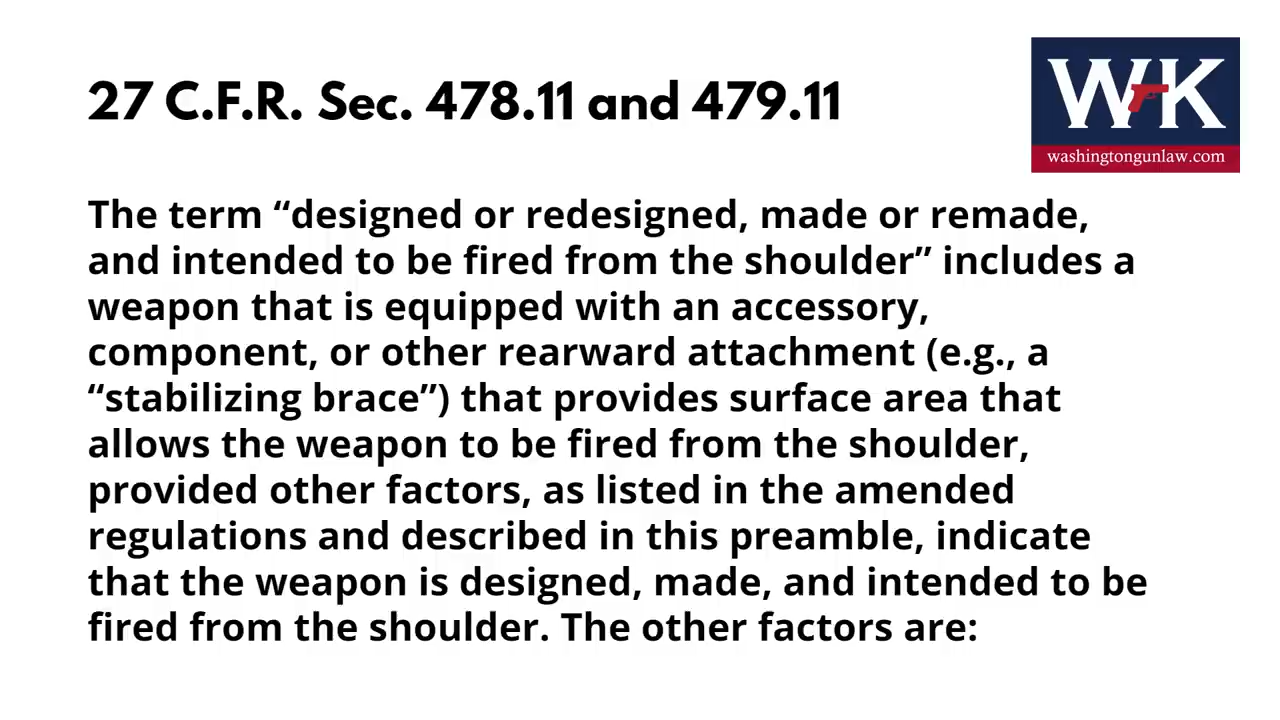 27 C.F.R. Sec. 478.11 and 479.11
WK
washingtongunlaw.com
The term “designed or redesigned, made or remade,
and intended to be fired from the shoulder” includes a
weapon that is equipped with an accessory,
component, or other rearward attachment (e.g., a
“stabilizing brace”) that provides surface area that
allows the weapon to be fired from the shoulder,
provided other factors, as listed in the amended
regulations and described in this preamble, indicate
that the weapon is designed, made, and intended to be
fired from the shoulder. The other factors are: